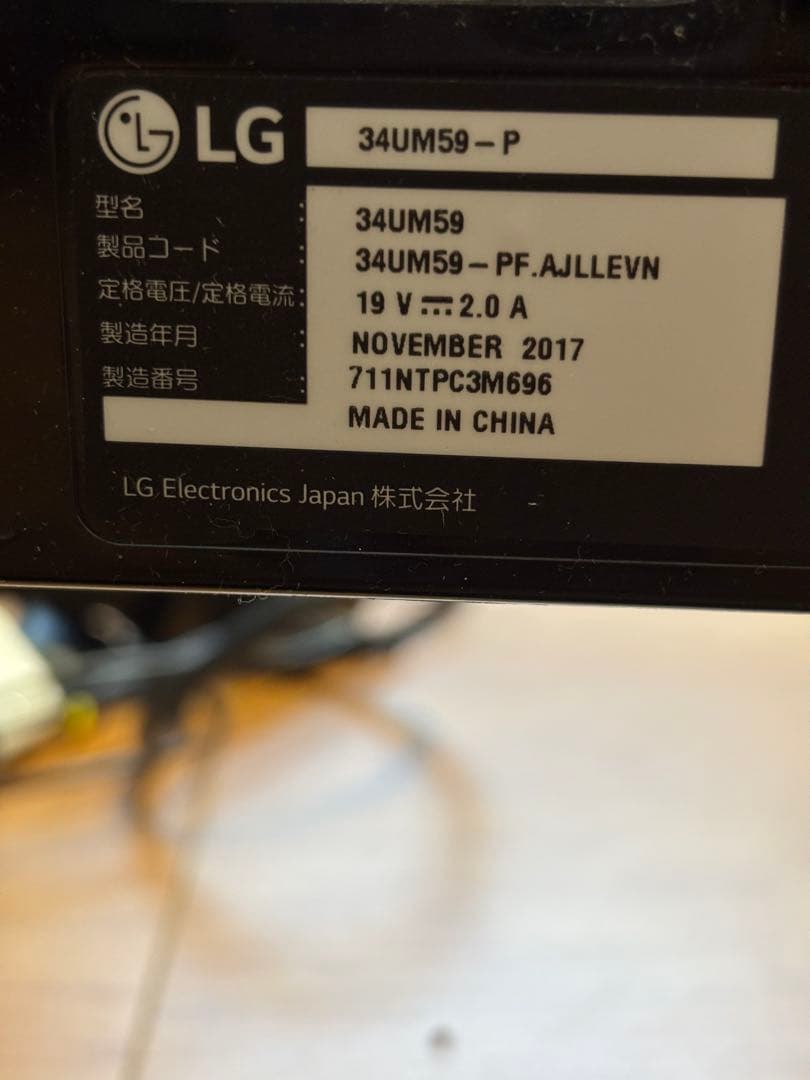 LG 34UM59-P
型名 : 34UM59
製品コード : 34UM59-PF.AJLLEVN
定格電圧/定格電流 : 19 V ⎓ 2.0 A
製造年月 : NOVEMBER 2017
製造番号 : 711NTPC3M696
MADE IN CHINA
LG Electronics Japan 株式会社 -